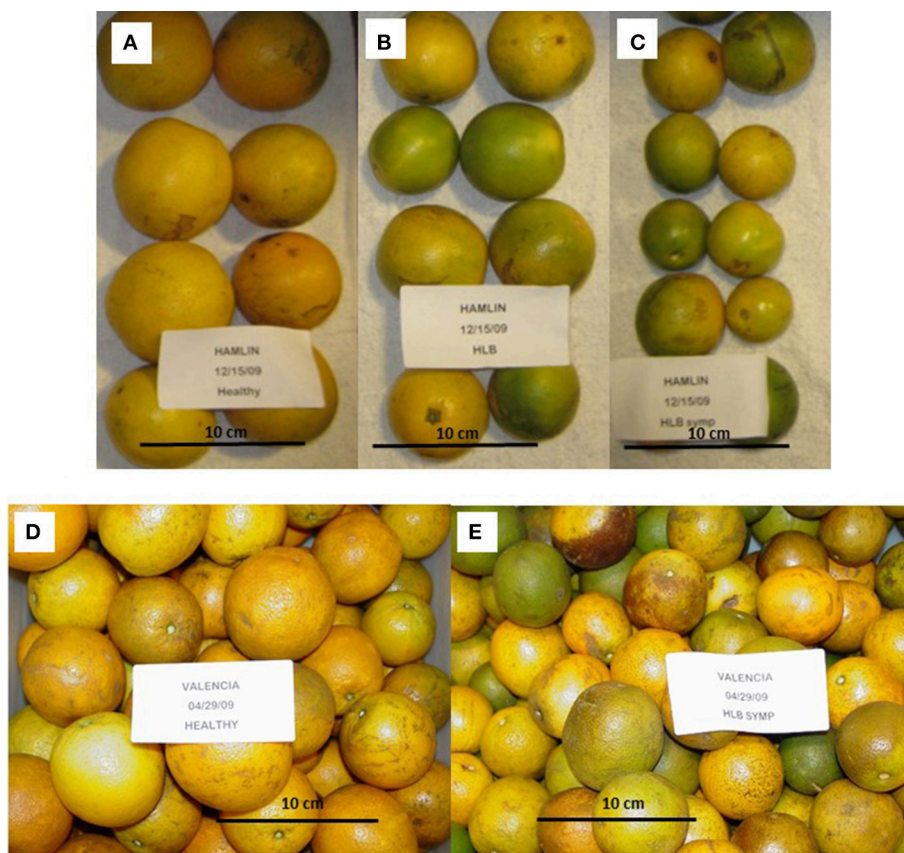 A
HAMLIN
12/15/09
Healthy
10 cm
B
HAMLIN
12/15/09
HLB
10 cm
C
HAMLIN
12/15/09
HLB symp
10 cm
D
VALENCIA
04/29/09
HEALTHY
10 cm
E
VALENCIA
04/29/09
HLB SYMP
10 cm